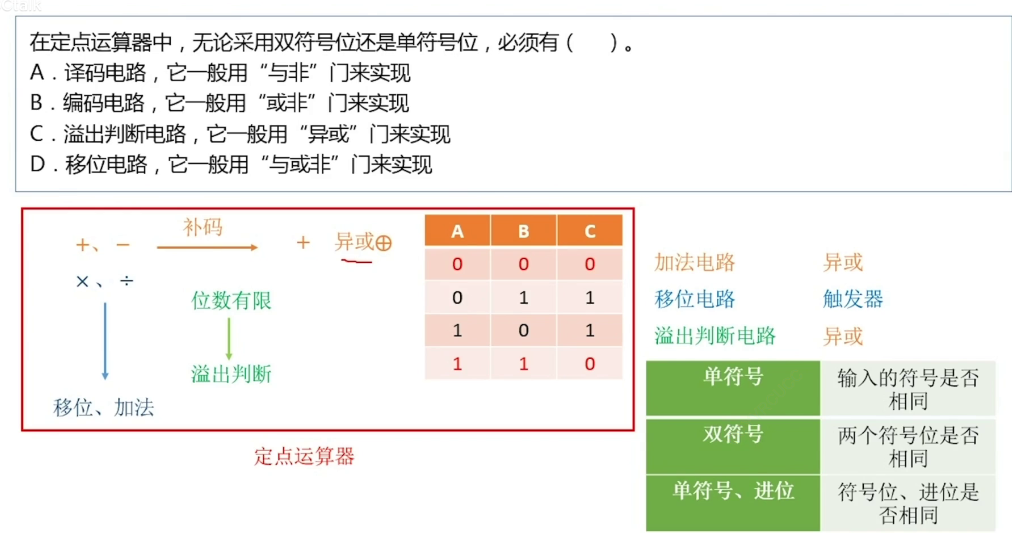 Ctalk
在定点运算器中，无论采用双符号位还是单符号位，必须有（　　）。
A．译码电路，它一般用“与非”门来实现
B．编码电路，它一般用“或非”门来实现
C．溢出判断电路，它一般用“异或”门来实现
D．移位电路，它一般用“与或非”门来实现
+、− 补码 + 异或⊕
×、÷
位数有限
溢出判断
移位、加法
A B C
0 0 0
0 1 1
1 0 1
1 1 0
定点运算器
加法电路 异或
移位电路 触发器
溢出判断电路 异或
单符号 输入的符号是否
相同
双符号 两个符号位是否
相同
单符号、进位 符号位、进位是
否相同